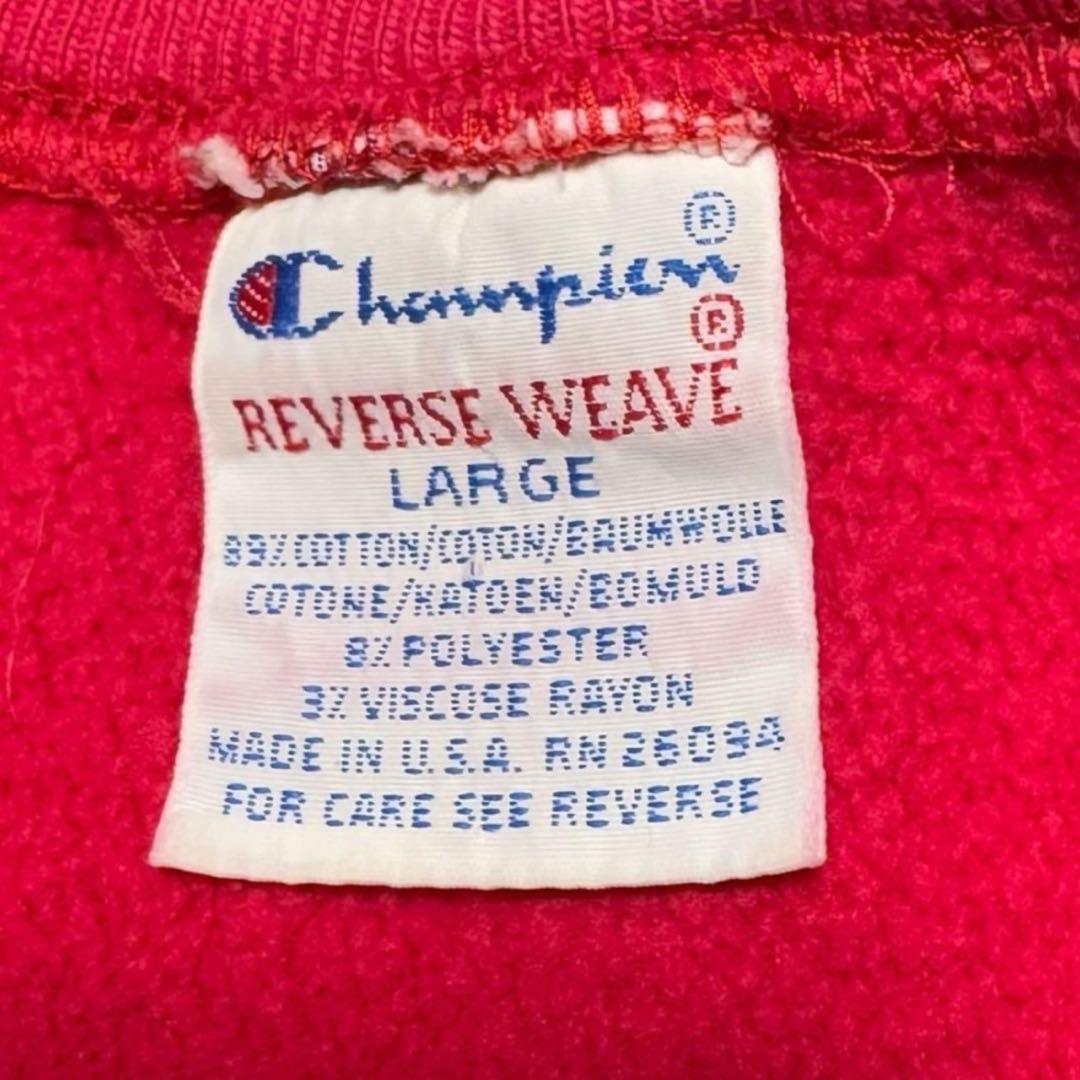 Champion®
REVERSE WEAVE®
LARGE
89% COTTON/COTON/BAUMWOLLE
COTONE/KATOEN/BOMULD
8% POLYESTER
3% VISCOSE RAYON
MADE IN U.S.A. RN 26094
FOR CARE SEE REVERSE